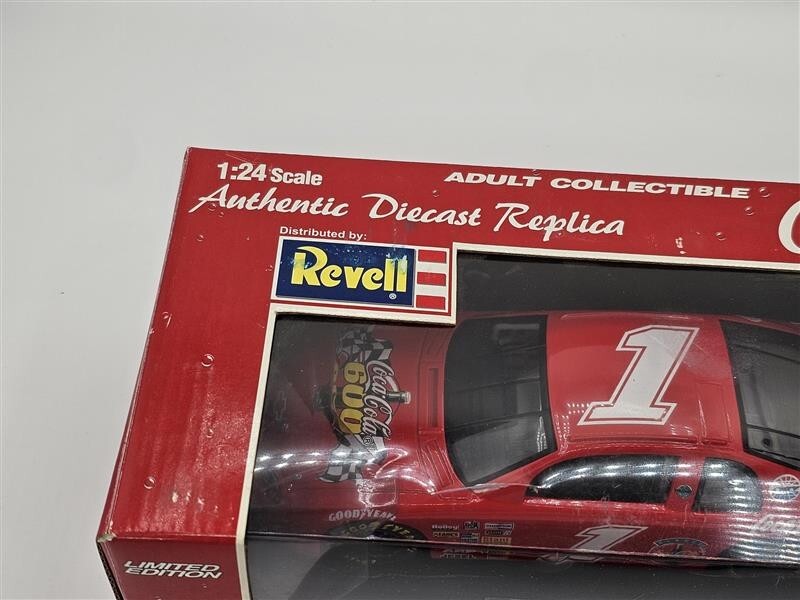 1:24 Scale
ADULT COLLECTIBLE
Authentic Diecast Replica
Distributed by:
Revell ®
1
Coca-Cola
600
GOODYEAR
Holley
1
LIMITED
EDITION